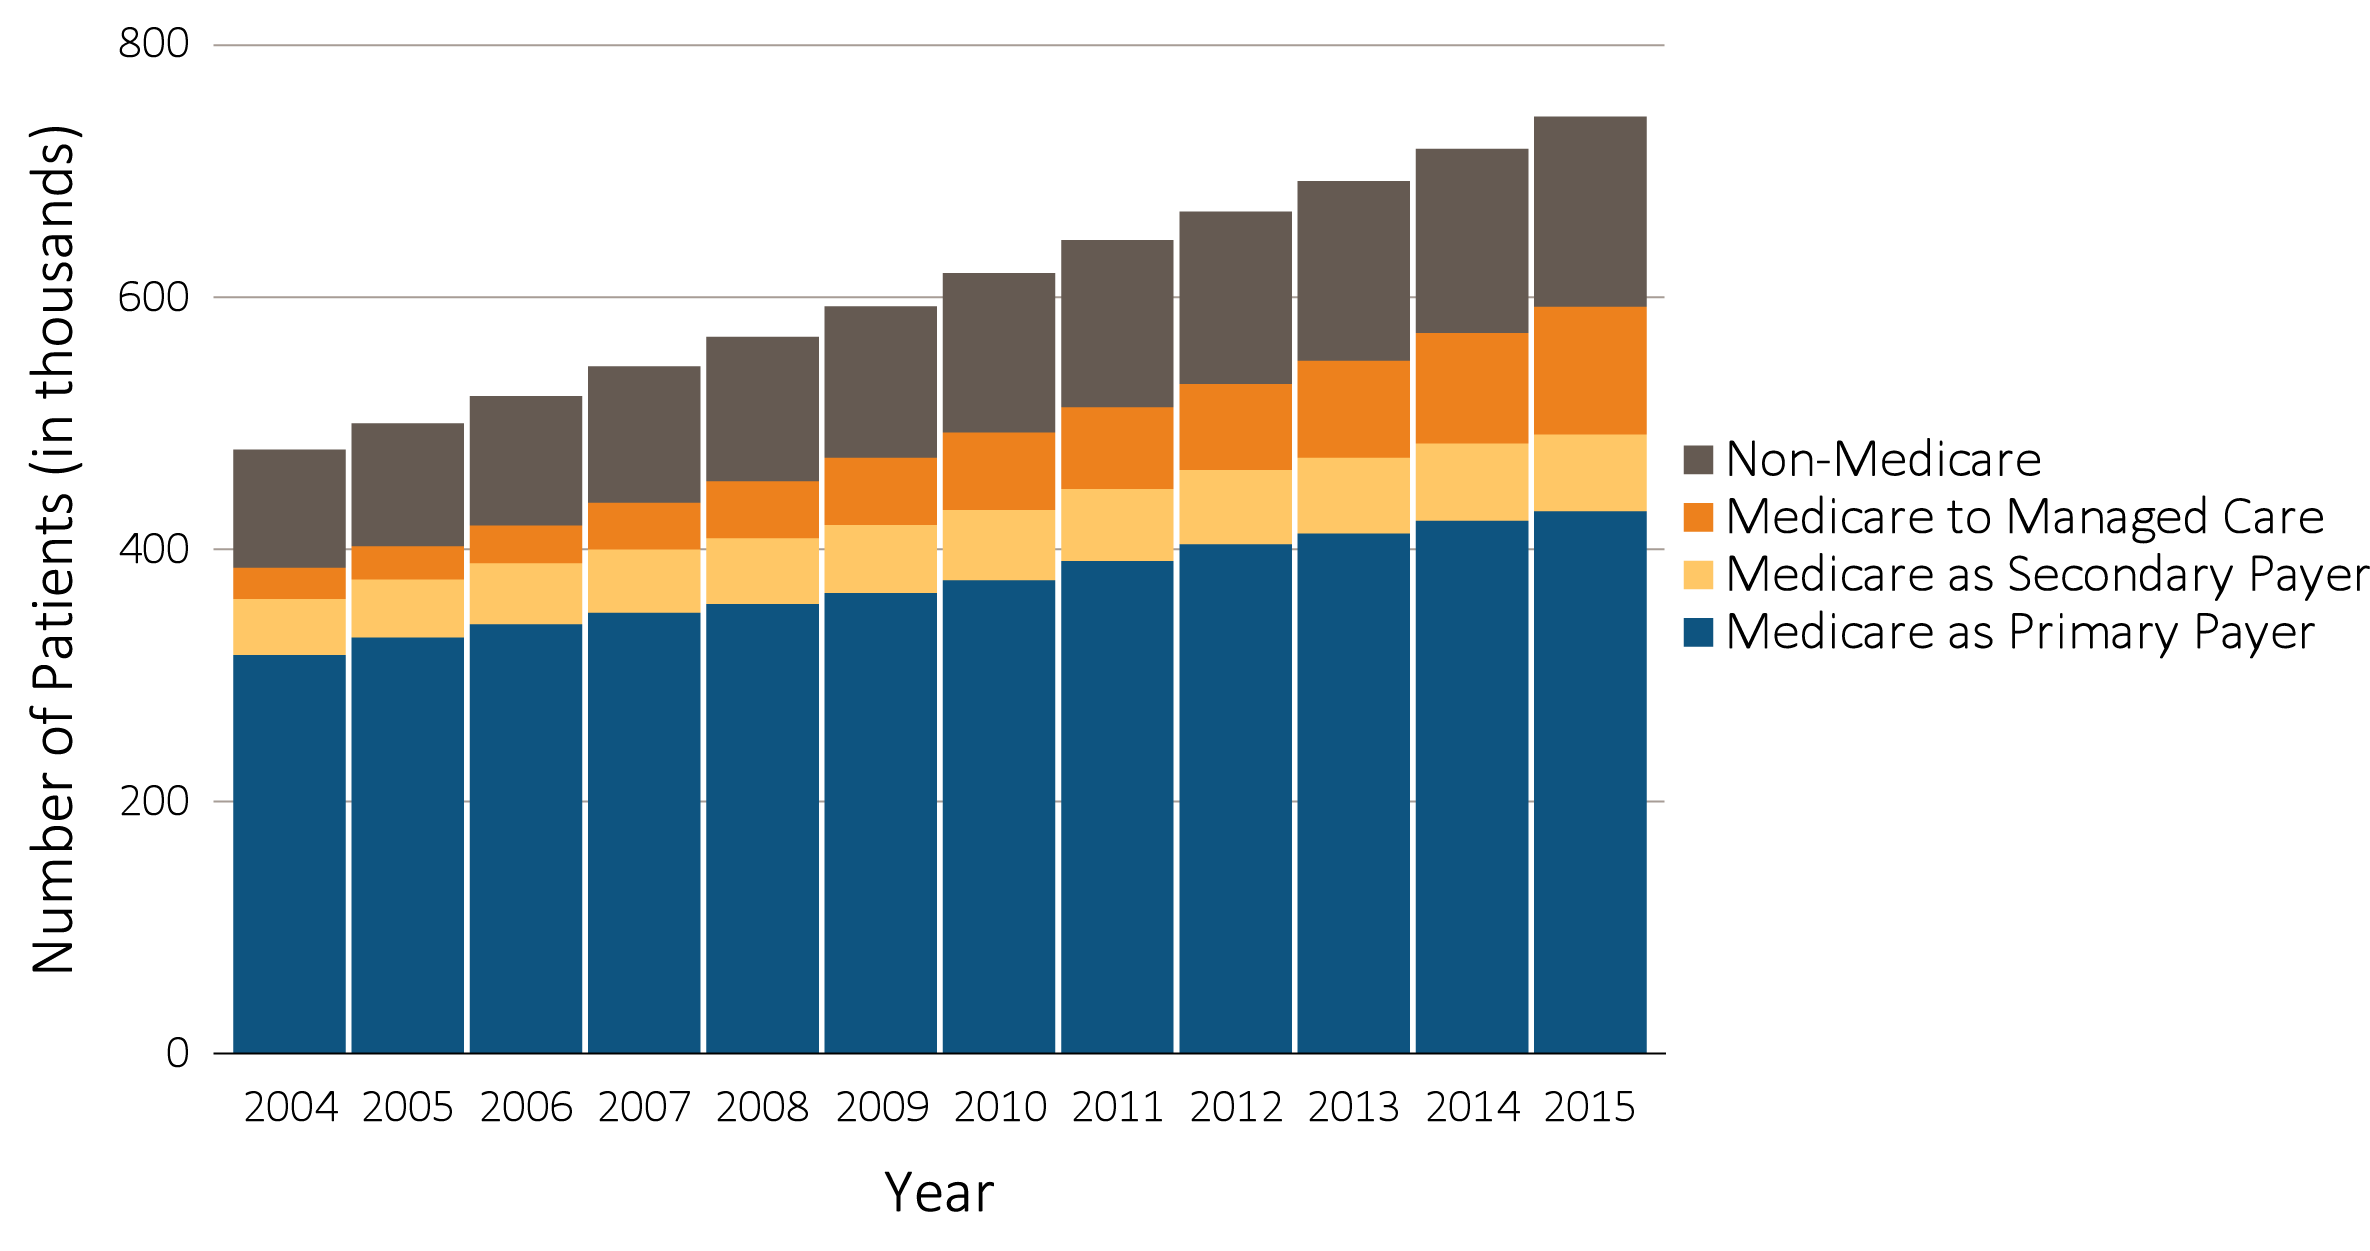 Number of Patients (in thousands)
800
600
400
200
0
2004 2005 2006 2007 2008 2009 2010 2011 2012 2013 2014 2015
Year
Non-Medicare
Medicare to Managed Care
Medicare as Secondary Payer
Medicare as Primary Payer